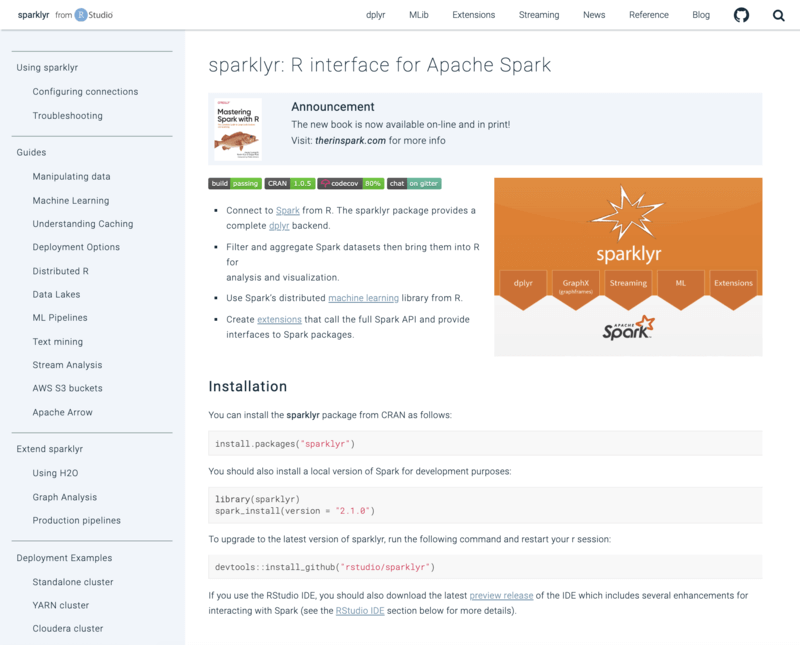 sparklyr from R Studio
dplyr MLib Extensions Streaming News Reference Blog
Using sparklyr
Configuring connections
Troubleshooting
Guides
Manipulating data
Machine Learning
Understanding Caching
Deployment Options
Distributed R
Data Lakes
ML Pipelines
Text mining
Stream Analysis
AWS S3 buckets
Apache Arrow
Extend sparklyr
Using H2O
Graph Analysis
Production pipelines
Deployment Examples
Standalone cluster
YARN cluster
Cloudera cluster
sparklyr: R interface for Apache Spark
Mastering
Spark with R
Announcement
The new book is now available on-line and in print!
Visit: therinspark.com for more info
build passing CRAN 1.0.5 codecov 80% chat on gitter
Connect to Spark from R. The sparklyr package provides a
complete dplyr backend.
Filter and aggregate Spark datasets then bring them into R
for
analysis and visualization.
Use Spark's distributed machine learning library from R.
Create extensions that call the full Spark API and provide
interfaces to Spark packages.
sparklyr
dplyr GraphX Streaming ML Extensions
(graphframes)
APACHE
Spark
Installation
You can install the sparklyr package from CRAN as follows:
install.packages("sparklyr")
You should also install a local version of Spark for development purposes:
library(sparklyr)
spark_install(version = "2.1.0")
To upgrade to the latest version of sparklyr, run the following command and restart your r session:
devtools::install_github("rstudio/sparklyr")
If you use the RStudio IDE, you should also download the latest preview release of the IDE which includes several enhancements for
interacting with Spark (see the RStudio IDE section below for more details).